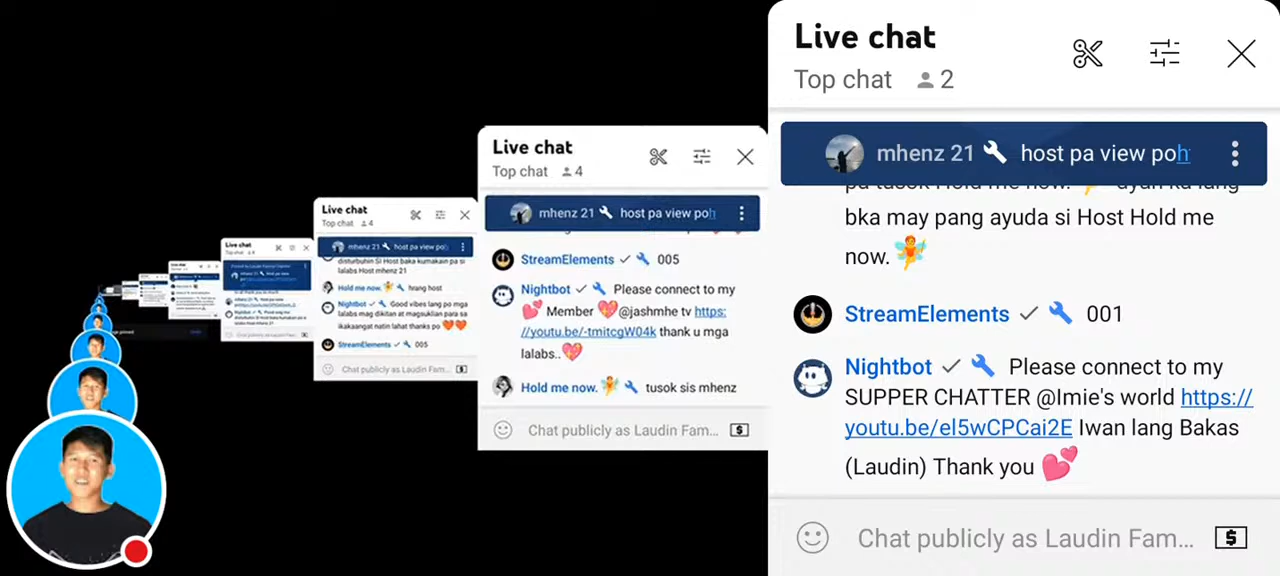 Live chat
Top chat 2
mhenz 21 host pa view poh
pa tusok Hold me now. ayan ka lang
bka may pang ayuda si Host Hold me
now.
StreamElements 001
Nightbot Please connect to my
SUPPER CHATTER @Imie's world https://
youtu.be/el5wCPCai2E Iwan lang Bakas
(Laudin) Thank you
Chat publicly as Laudin Fam...
Live chat
Top chat 4
mhenz 21 host pa view poh
StreamElements 005
Nightbot Please connect to my
Member @jashmhe tv https:
//youtu.be/-tmitcgW04k thank u mga
lalabs..
Hold me now. tusok sis mhenz
Chat publicly as Laudin Fam...
Live chat
Top chat 4
mhenz 21 host pa view poh
disturbuhin Si Host baka kumakain pa si
lalabs Host mhenz 21
Hold me now. hrang host
Nightbot Good vibes lang po mga
lalabs mag dikitan at magsuklian para sa
ikakaangat natin lahat thanks po
StreamElements 005
Chat publicly as Laudin Fam...
Live chat